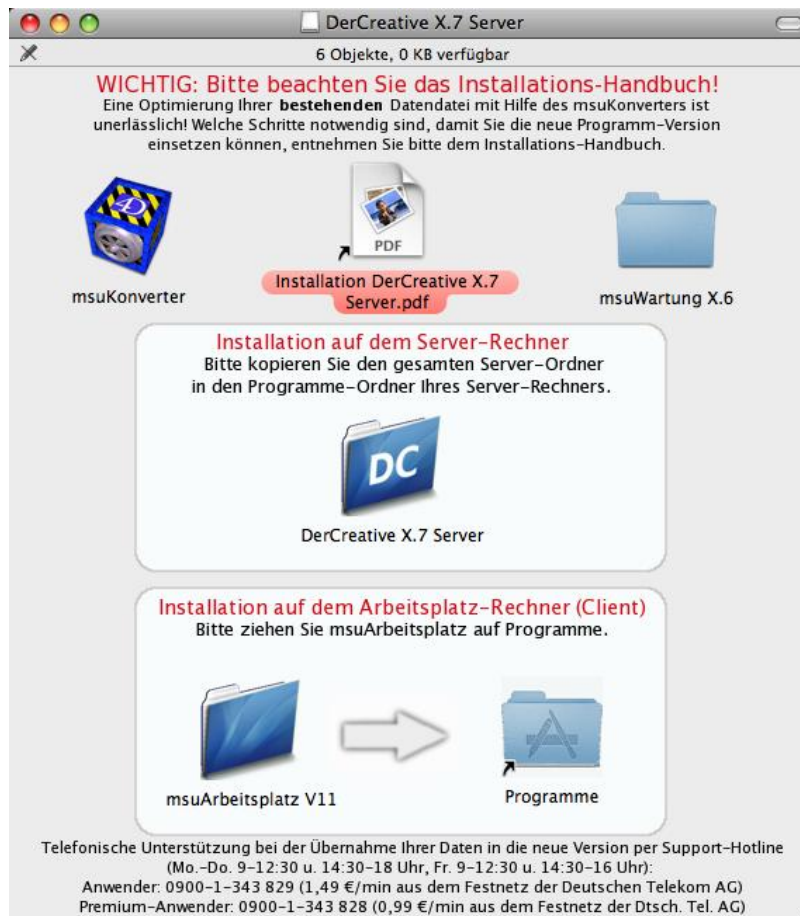 DerCreative X.7 Server
6 Objekte, 0 KB verfügbar
WICHTIG: Bitte beachten Sie das Installations-Handbuch!
Eine Optimierung Ihrer bestehenden Datendatei mit Hilfe des msuKonverters ist
unerlässlich! Welche Schritte notwendig sind, damit Sie die neue Programm-Version
einsetzen können, entnehmen Sie bitte dem Installations-Handbuch.
4D
PDF
msuKonverter
Installation DerCreative X.7
Server.pdf
msuWartung X.6
Installation auf dem Server-Rechner
Bitte kopieren Sie den gesamten Server-Ordner
in den Programme-Ordner Ihres Server-Rechners.
DC
DerCreative X.7 Server
Installation auf dem Arbeitsplatz-Rechner (Client)
Bitte ziehen Sie msuArbeitsplatz auf Programme.
msuArbeitsplatz V11
Programme
Telefonische Unterstützung bei der Übernahme Ihrer Daten in die neue Version per Support-Hotline
(Mo.-Do. 9-12:30 u. 14:30-18 Uhr, Fr. 9-12:30 u. 14:30-16 Uhr):
Anwender: 0900-1-343 829 (1,49 €/min aus dem Festnetz der Deutschen Telekom AG)
Premium-Anwender: 0900-1-343 828 (0,99 €/min aus dem Festnetz der Dtsch. Tel. AG)